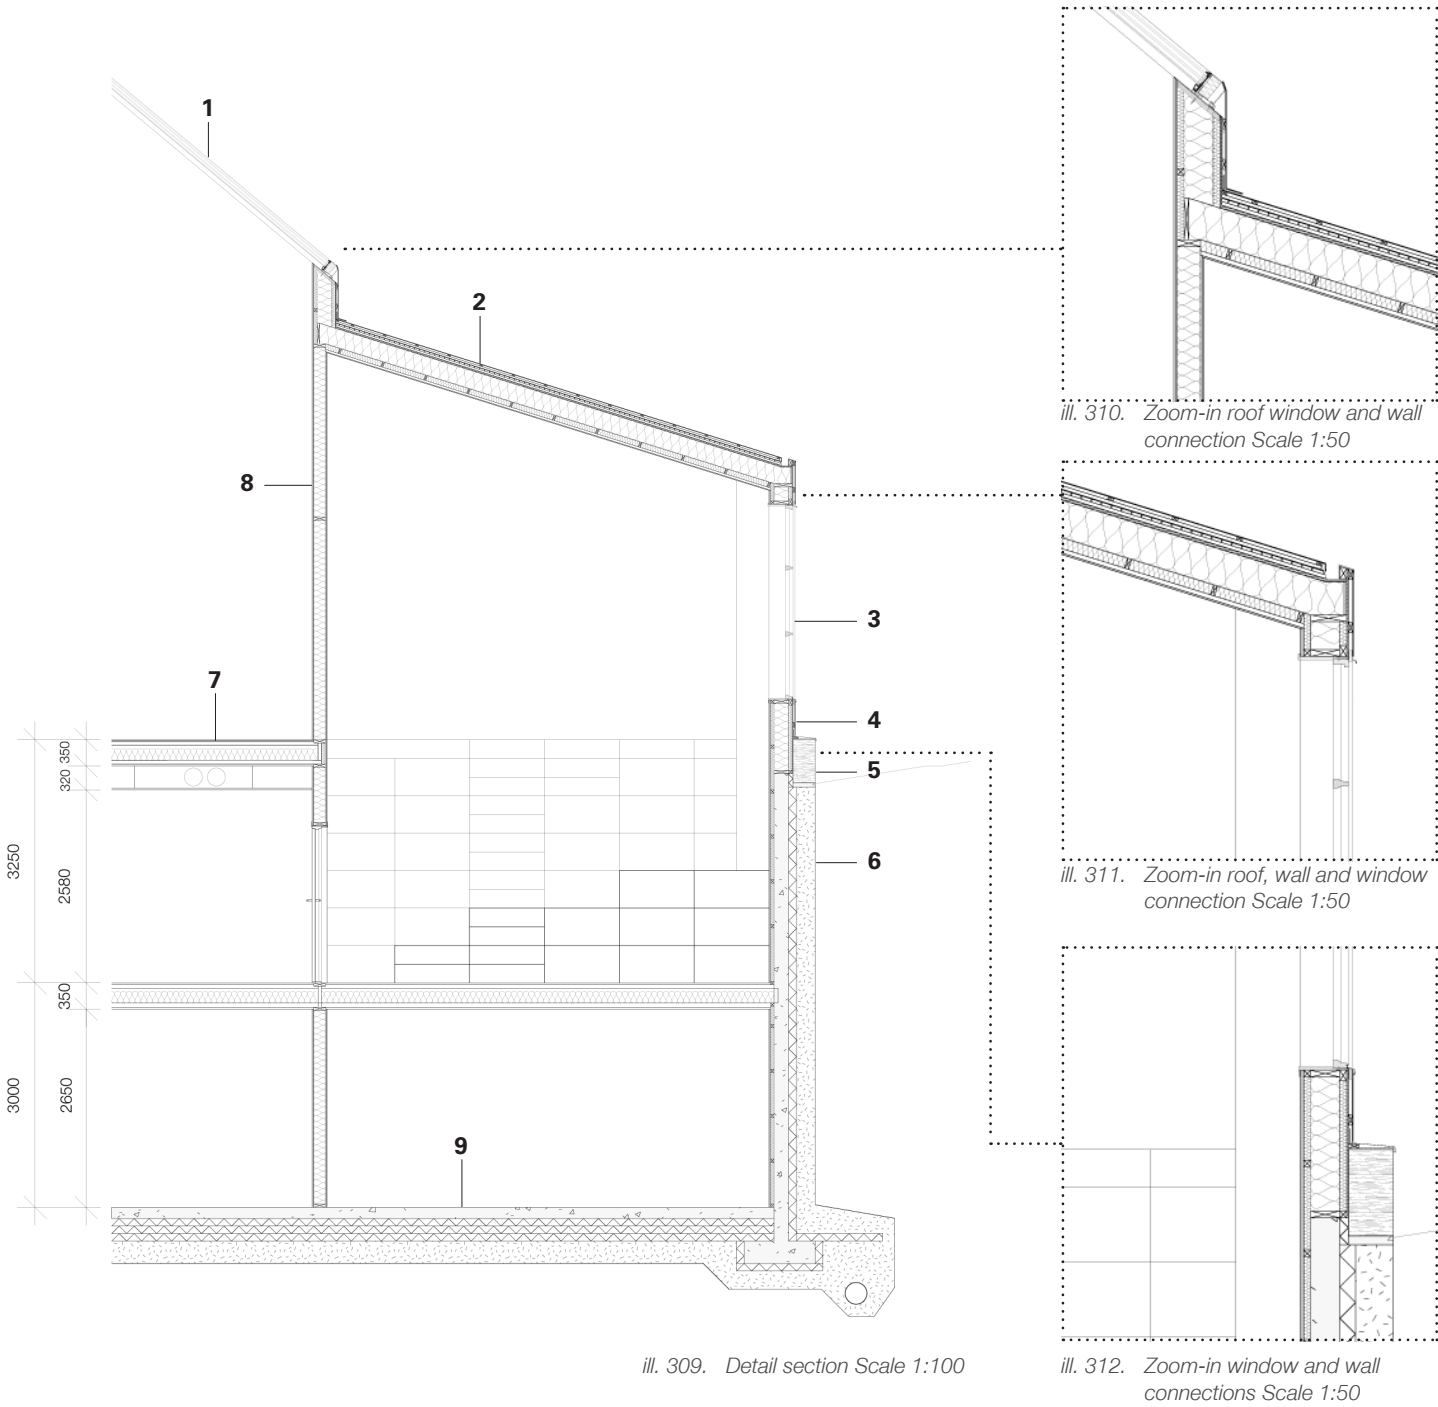 1
2
3
4
5
6
7
8
9
350
320
3250
2580
350
3000
2650
ill. 309. Detail section Scale 1:100
ill. 310. Zoom-in roof window and wall
connection Scale 1:50
ill. 311. Zoom-in roof, wall and window
connection Scale 1:50
ill. 312. Zoom-in window and wall
connections Scale 1:50